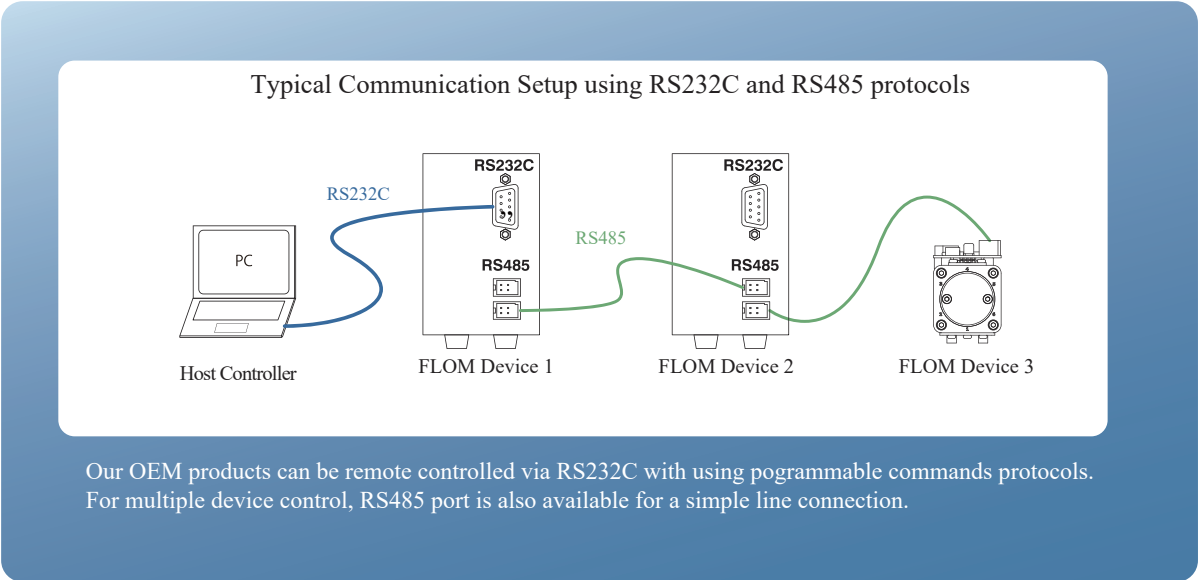 Typical Communication Setup using RS232C and RS485 protocols
RS232C
RS232C
RS232C
RS485
PC
RS485
RS485
Host Controller
FLOM Device 1
FLOM Device 2
FLOM Device 3
Our OEM products can be remote controlled via RS232C with using pogrammable commands protocols.
For multiple device control, RS485 port is also available for a simple line connection.